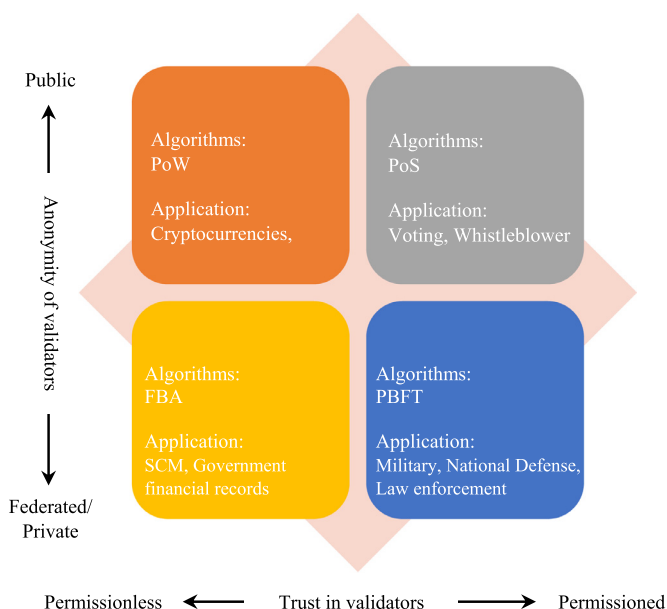 Public
Anonymity of validators
Federated/
Private
Algorithms:
PoW
Application:
Cryptocurrencies,
Algorithms:
PoS
Application:
Voting, Whistleblower
Algorithms:
FBA
Application:
SCM, Government
financial records
Algorithms:
PBFT
Application:
Military, National Defense,
Law enforcement
Permissionless
Trust in validators
Permissioned